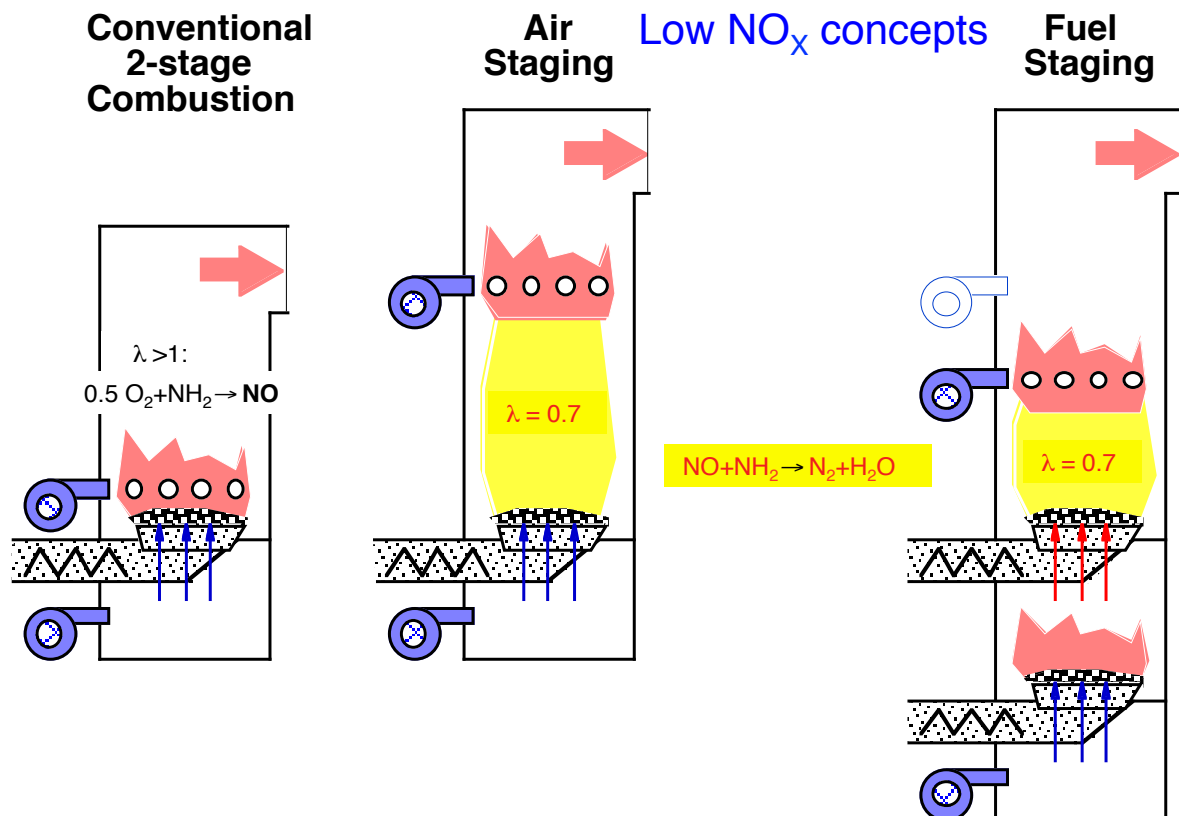 Conventional
2-stage
Combustion
Air
Staging
Low NOₓ concepts
Fuel
Staging
λ >1:
0.5 O₂+NH₂→ NO
λ = 0.7
NO+NH₂→ N₂+H₂O
λ = 0.7